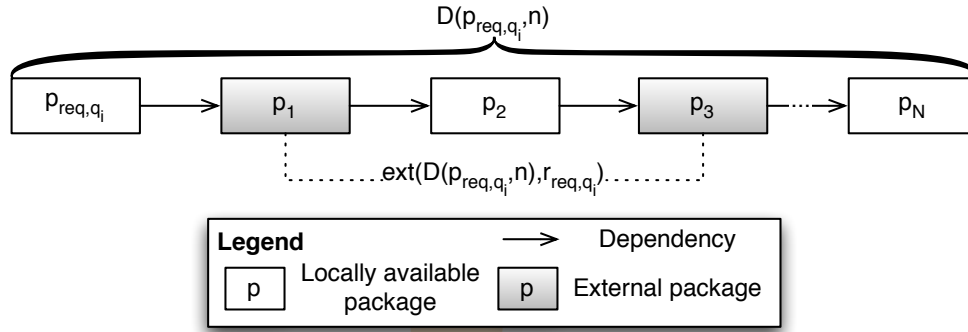 D(p_req,q_i,n)
p_req,q_i p_1 p_2 p_3 p_N
ext(D(p_req,q_i,n),r_req,q_i)
Legend Dependency
p Locally available package p External package